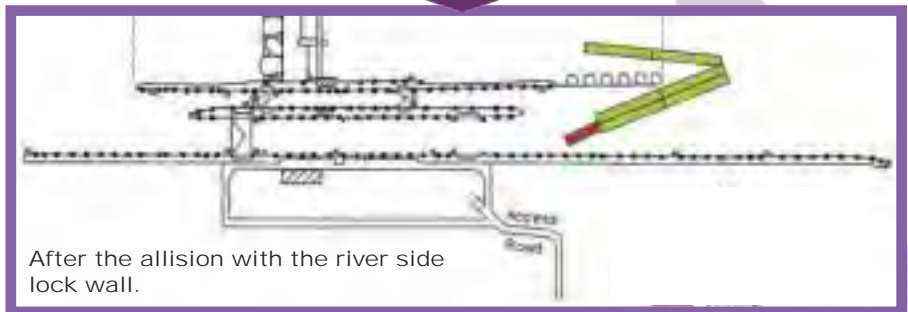 Access
Road
After the allision with the river side
lock wall.